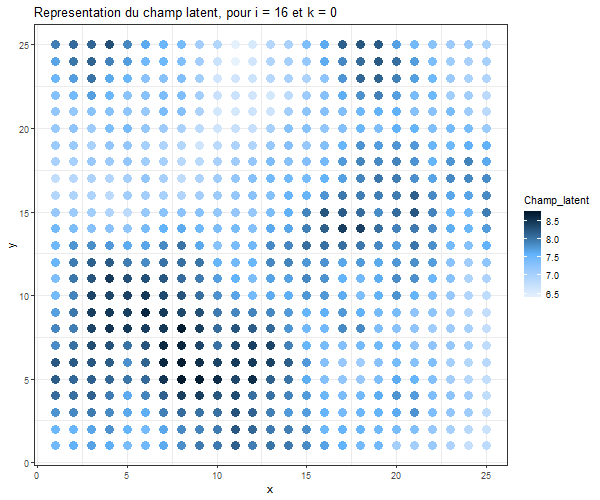 Representation du champ latent, pour i = 16 et k = 0
25
20
15
10
5
0
y
0 5 10 15 20 25
x
Champ_latent
8.5
8.0
7.5
7.0
6.5